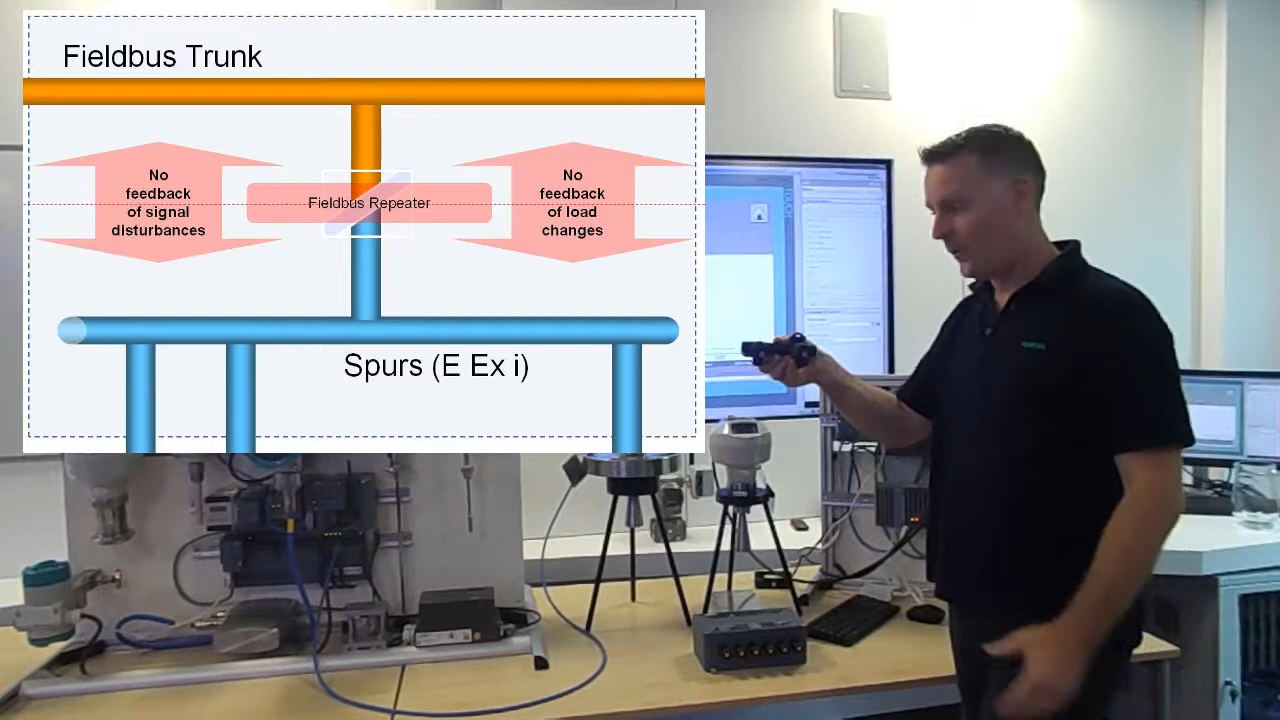 Fieldbus Trunk
No
feedback
of signal
disturbances
Fieldbus Repeater
No
feedback
of load
changes
Spurs (E Ex i)